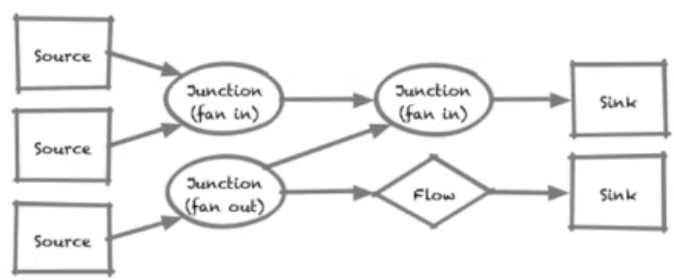 Source
Junction
(fan in)
Junction
(fan in)
Sink
Source
Junction
(fan out)
Flow
Sink
Source